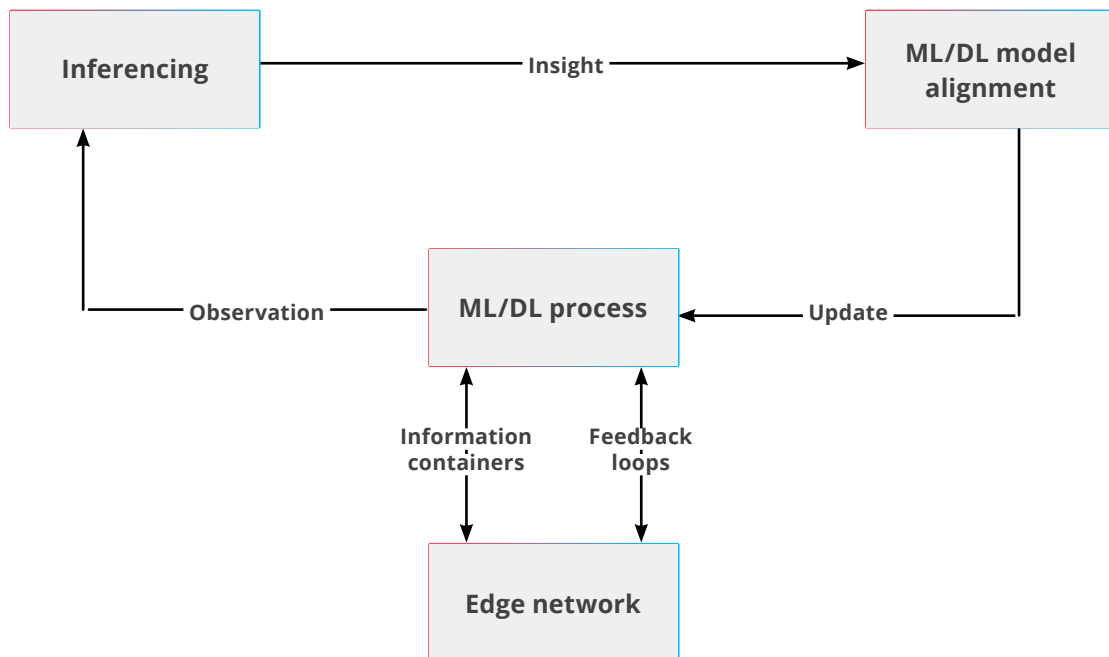 Inferencing
Insight
ML/DL model
alignment
Observation
ML/DL process
Update
Information
containers
Feedback
loops
Edge network